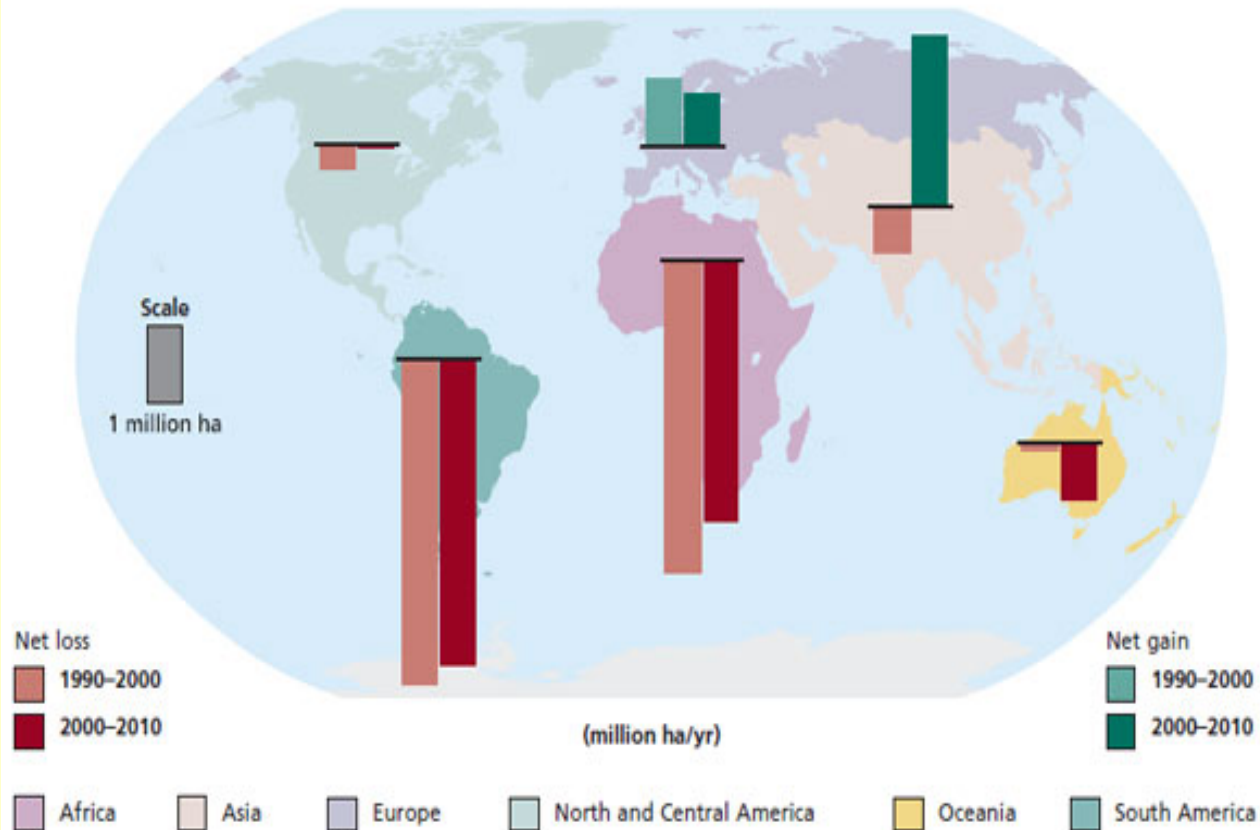 Scale
1 million ha
Net loss
1990–2000
2000–2010
(million ha/yr)
Net gain
1990–2000
2000–2010
Africa
Asia
Europe
North and Central America
Oceania
South America